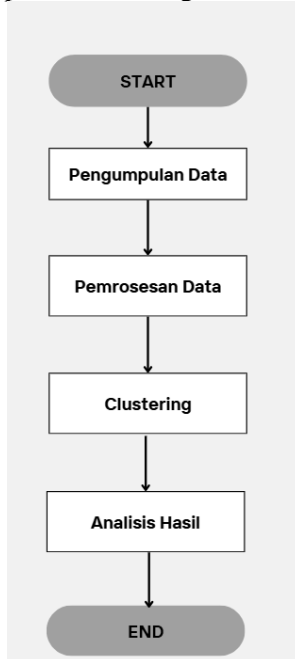 START
Pengumpulan Data
Pemrosesan Data
Clustering
Analisis Hasil
END